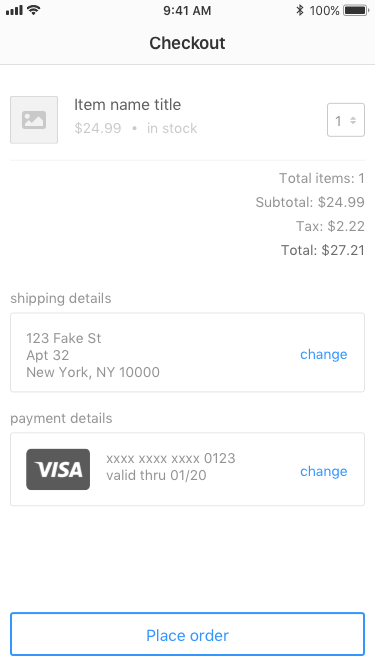 9:41 AM
100%
Checkout
Item name title
$24.99 • in stock
1
Total items: 1
Subtotal: $24.99
Tax: $2.22
Total: $27.21
shipping details
123 Fake St
Apt 32
New York, NY 10000
change
payment details
VISA
xxxx xxxx xxxx 0123
valid thru 01/20
change
Place order